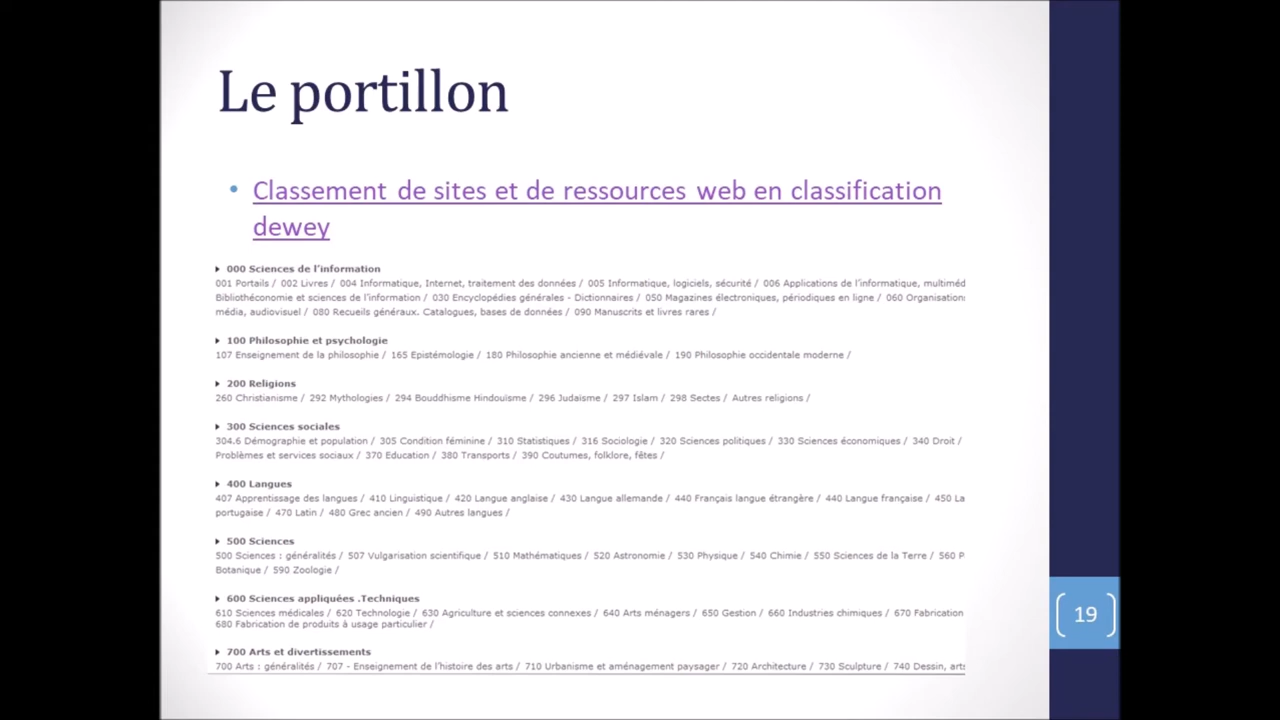 Le portillon
• Classement de sites et de ressources web en classification
dewey
000 Sciences de l'information
001 Portails / 002 Livres / 004 Informatique, Internet, traitement des données / 005 Informatique, logiciels, sécurité / 006 Applications de l'informatique, multiméd
Bibliothéconomie et sciences de l'information / 030 Encyclopédies générales - Dictionnaires / 050 Magazines électroniques, périodiques en ligne / 060 Organisations
média, audiovisuel / 080 Recueils généraux. Catalogues, bases de données / 090 Manuscrits et livres rares /
100 Philosophie et psychologie
107 Enseignement de la philosophie / 165 Epistémologie / 180 Philosophie ancienne et médiévale / 190 Philosophie occidentale moderne /
200 Religions
260 Christianisme / 292 Mythologies / 294 Bouddhisme Hindouïsme / 296 Judaïsme / 297 Islam / 298 Sectes / Autres religions /
300 Sciences sociales
304.6 Démographie et population / 305 Condition féminine / 310 Statistiques / 316 Sociologie / 320 Sciences politiques / 330 Sciences économiques / 340 Droit /
Problèmes et services sociaux / 370 Education / 380 Transports / 390 Coutumes, folklore, fêtes /
400 Langues
407 Apprentissage des langues / 410 Linguistique / 420 Langue anglaise / 430 Langue allemande / 440 Français langue étrangère / 440 Langue française / 450 La
portugaise / 470 Latin / 480 Grec ancien / 490 Autres langues /
500 Sciences
500 Sciences : généralités / 507 Vulgarisation scientifique / 510 Mathématiques / 520 Astronomie / 530 Physique / 540 Chimie / 550 Sciences de la Terre / 560 P
Botanique / 590 Zoologie /
600 Sciences appliquées .Techniques
610 Sciences médicales / 620 Technologie / 630 Agriculture et sciences connexes / 640 Arts ménagers / 650 Gestion / 660 Industries chimiques / 670 Fabrication
680 Fabrication de produits à usage particulier /
700 Arts et divertissements
700 Arts : généralités / 707 - Enseignement de l'histoire des arts / 710 Urbanisme et aménagement paysager / 720 Architecture / 730 Sculpture / 740 Dessin, arts
19